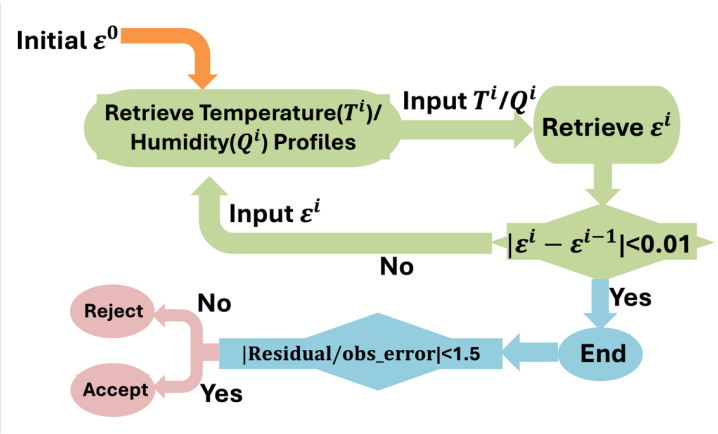 Initial ε⁰
Retrieve Temperature(Tⁱ)/
Humidity(Qⁱ) Profiles
Input Tⁱ/Qⁱ
Retrieve εⁱ
Input εⁱ
|εⁱ − εⁱ⁻¹|<0.01
No
Yes
End
|Residual/obs_error|<1.5
No
Reject
Yes
Accept